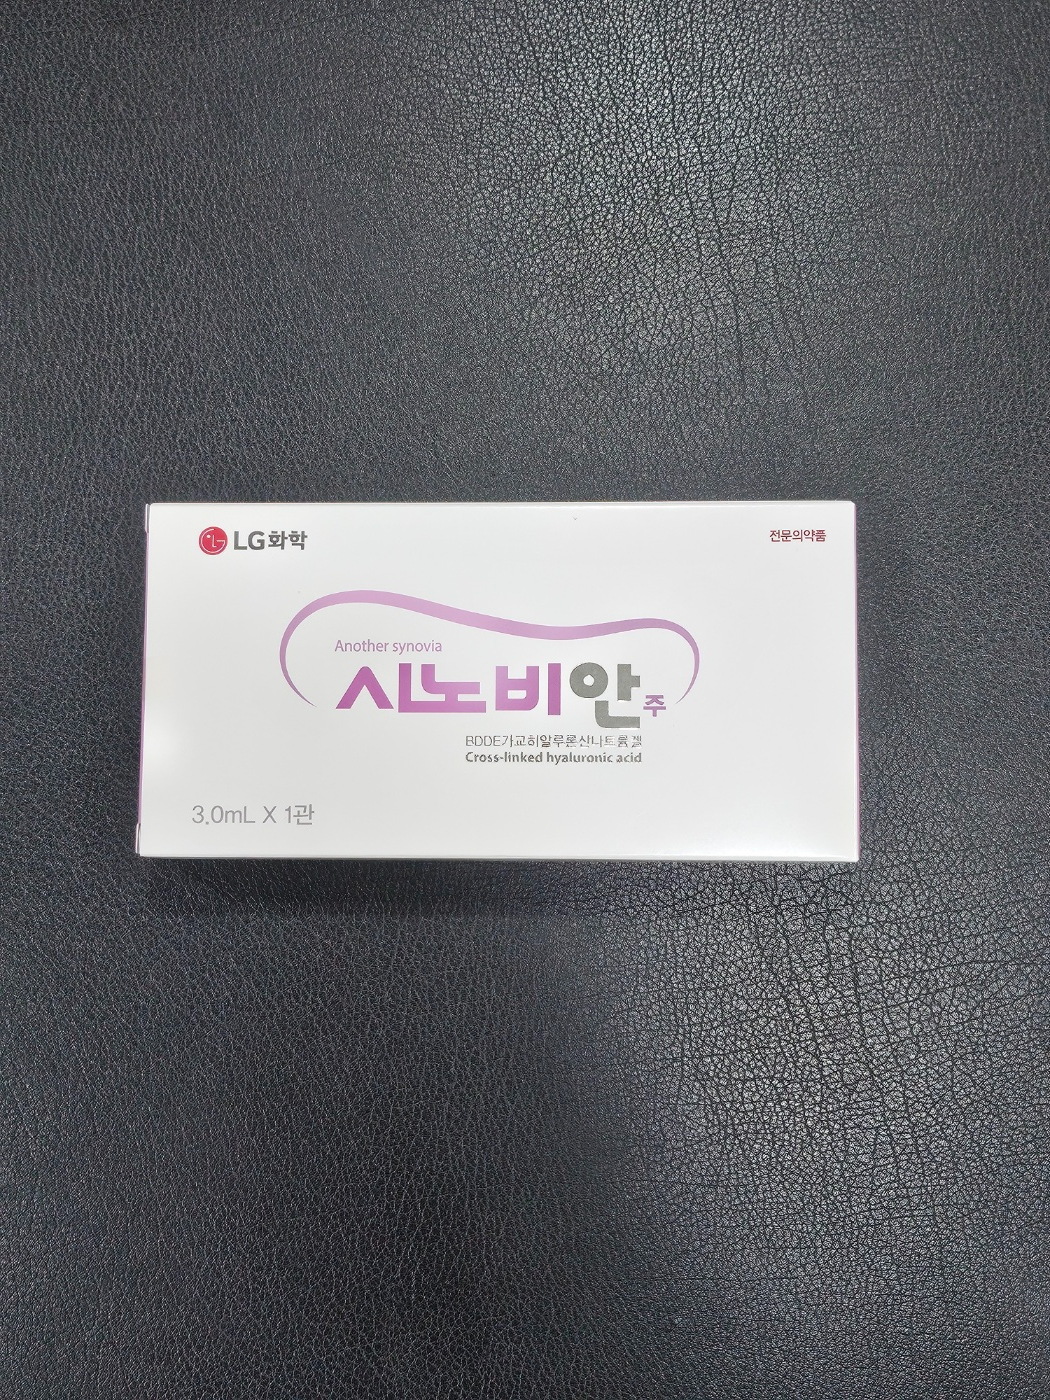 LG화학
전문의약품
Another synovia
시노비안주
BDDE가교히알루론산나트륨겔
Cross-linked hyaluronic acid
3.0mL X 1관